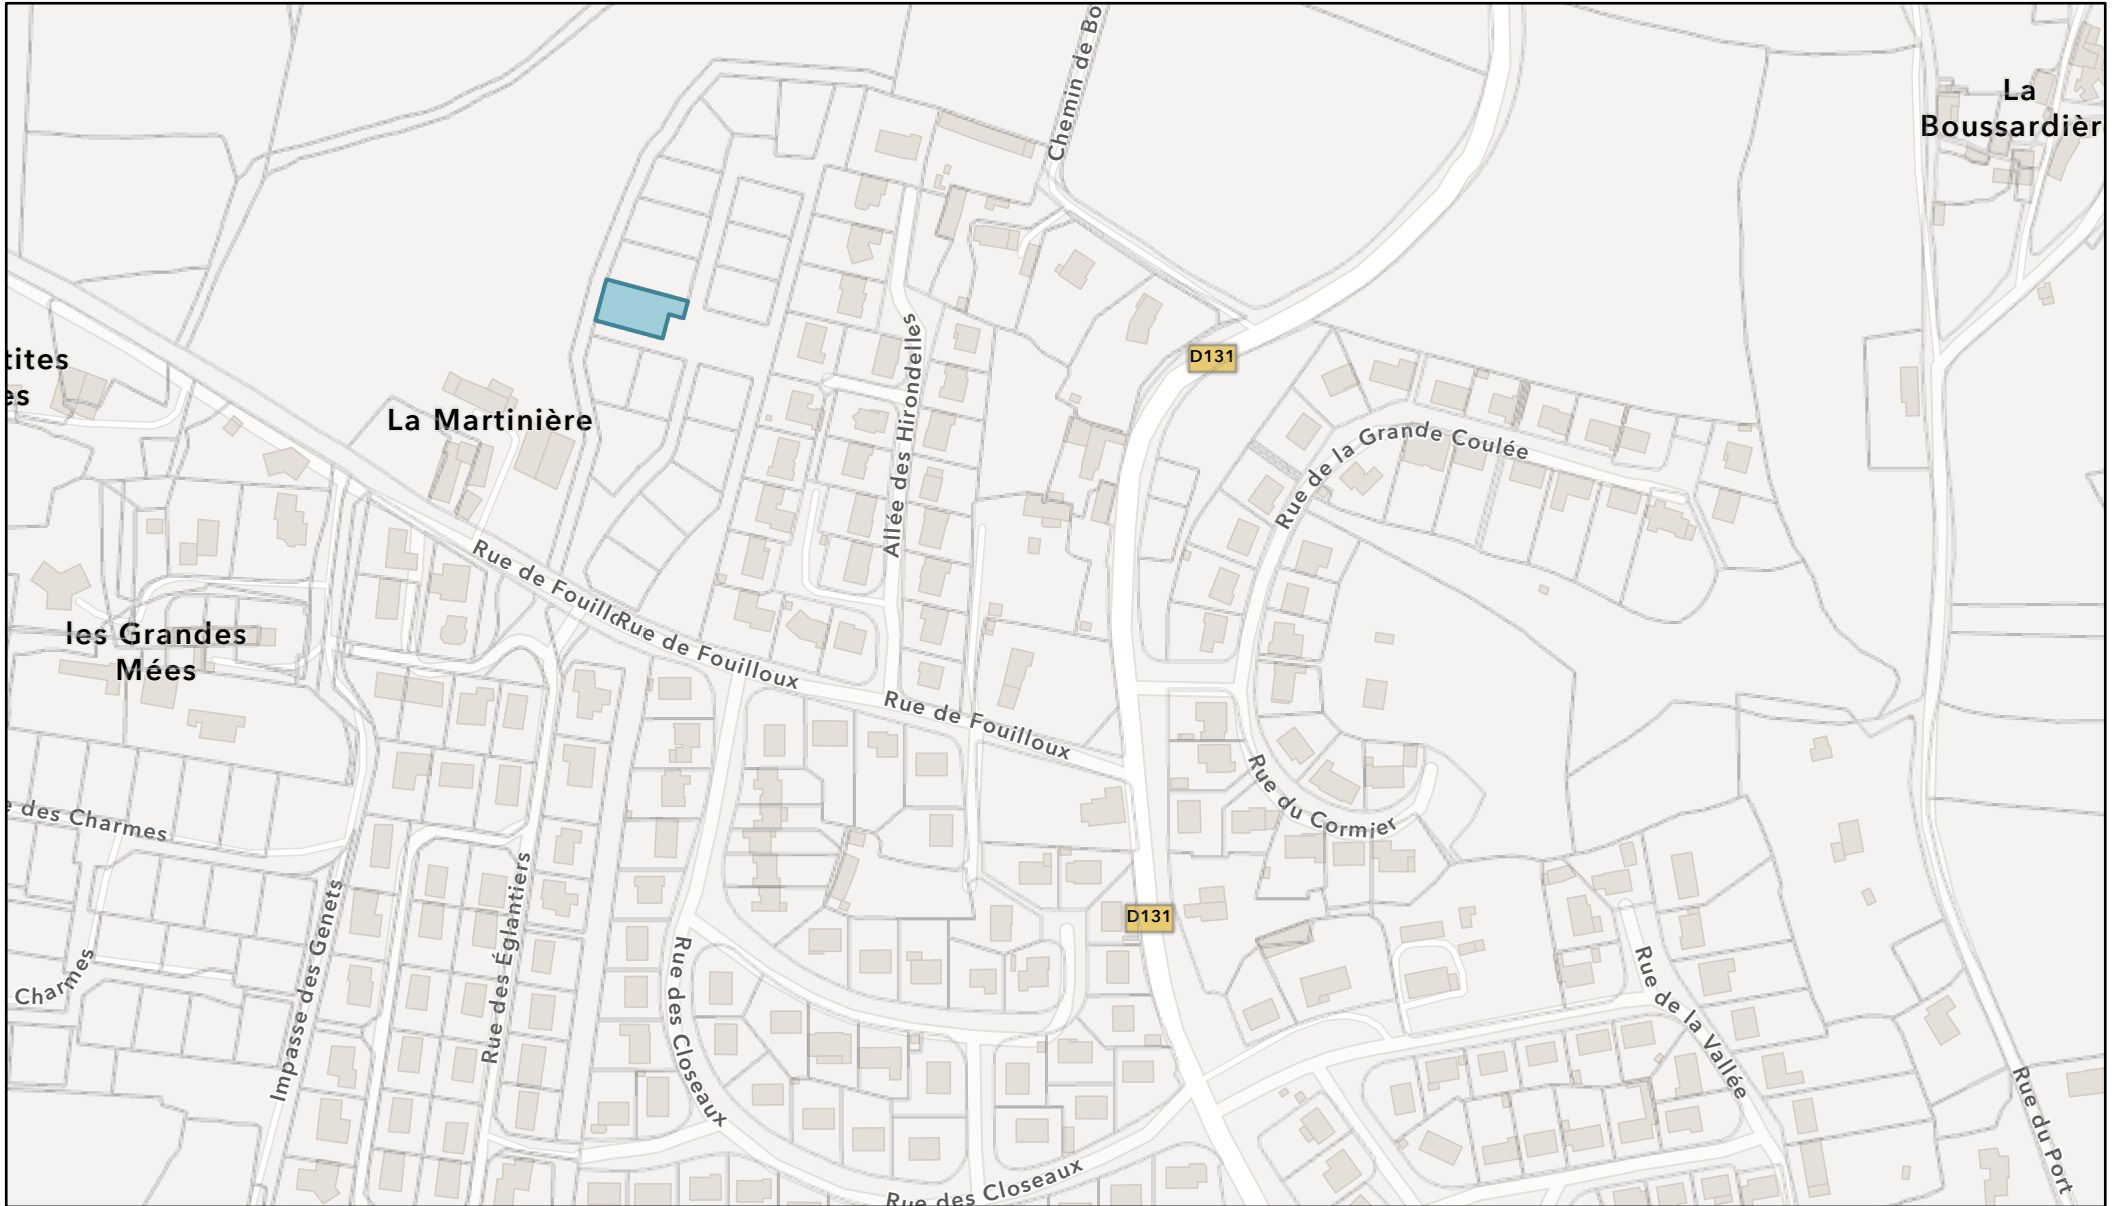 Chemin de Bo
La
Boussardièr
D131
tites
es
La Martinière
Allée des Hirondelles
Rue de la Grande Coulée
Rue de Fouillo
Rue de Fouilloux
les Grandes
Mées
Rue de Fouilloux
Rue du Cormier
e des Charmes
D131
Charmes
Impasse des Genets
Rue des Églantiers
Rue des Closeaux
Rue de la Vallée
Rue du Port
Rue des Closeaux